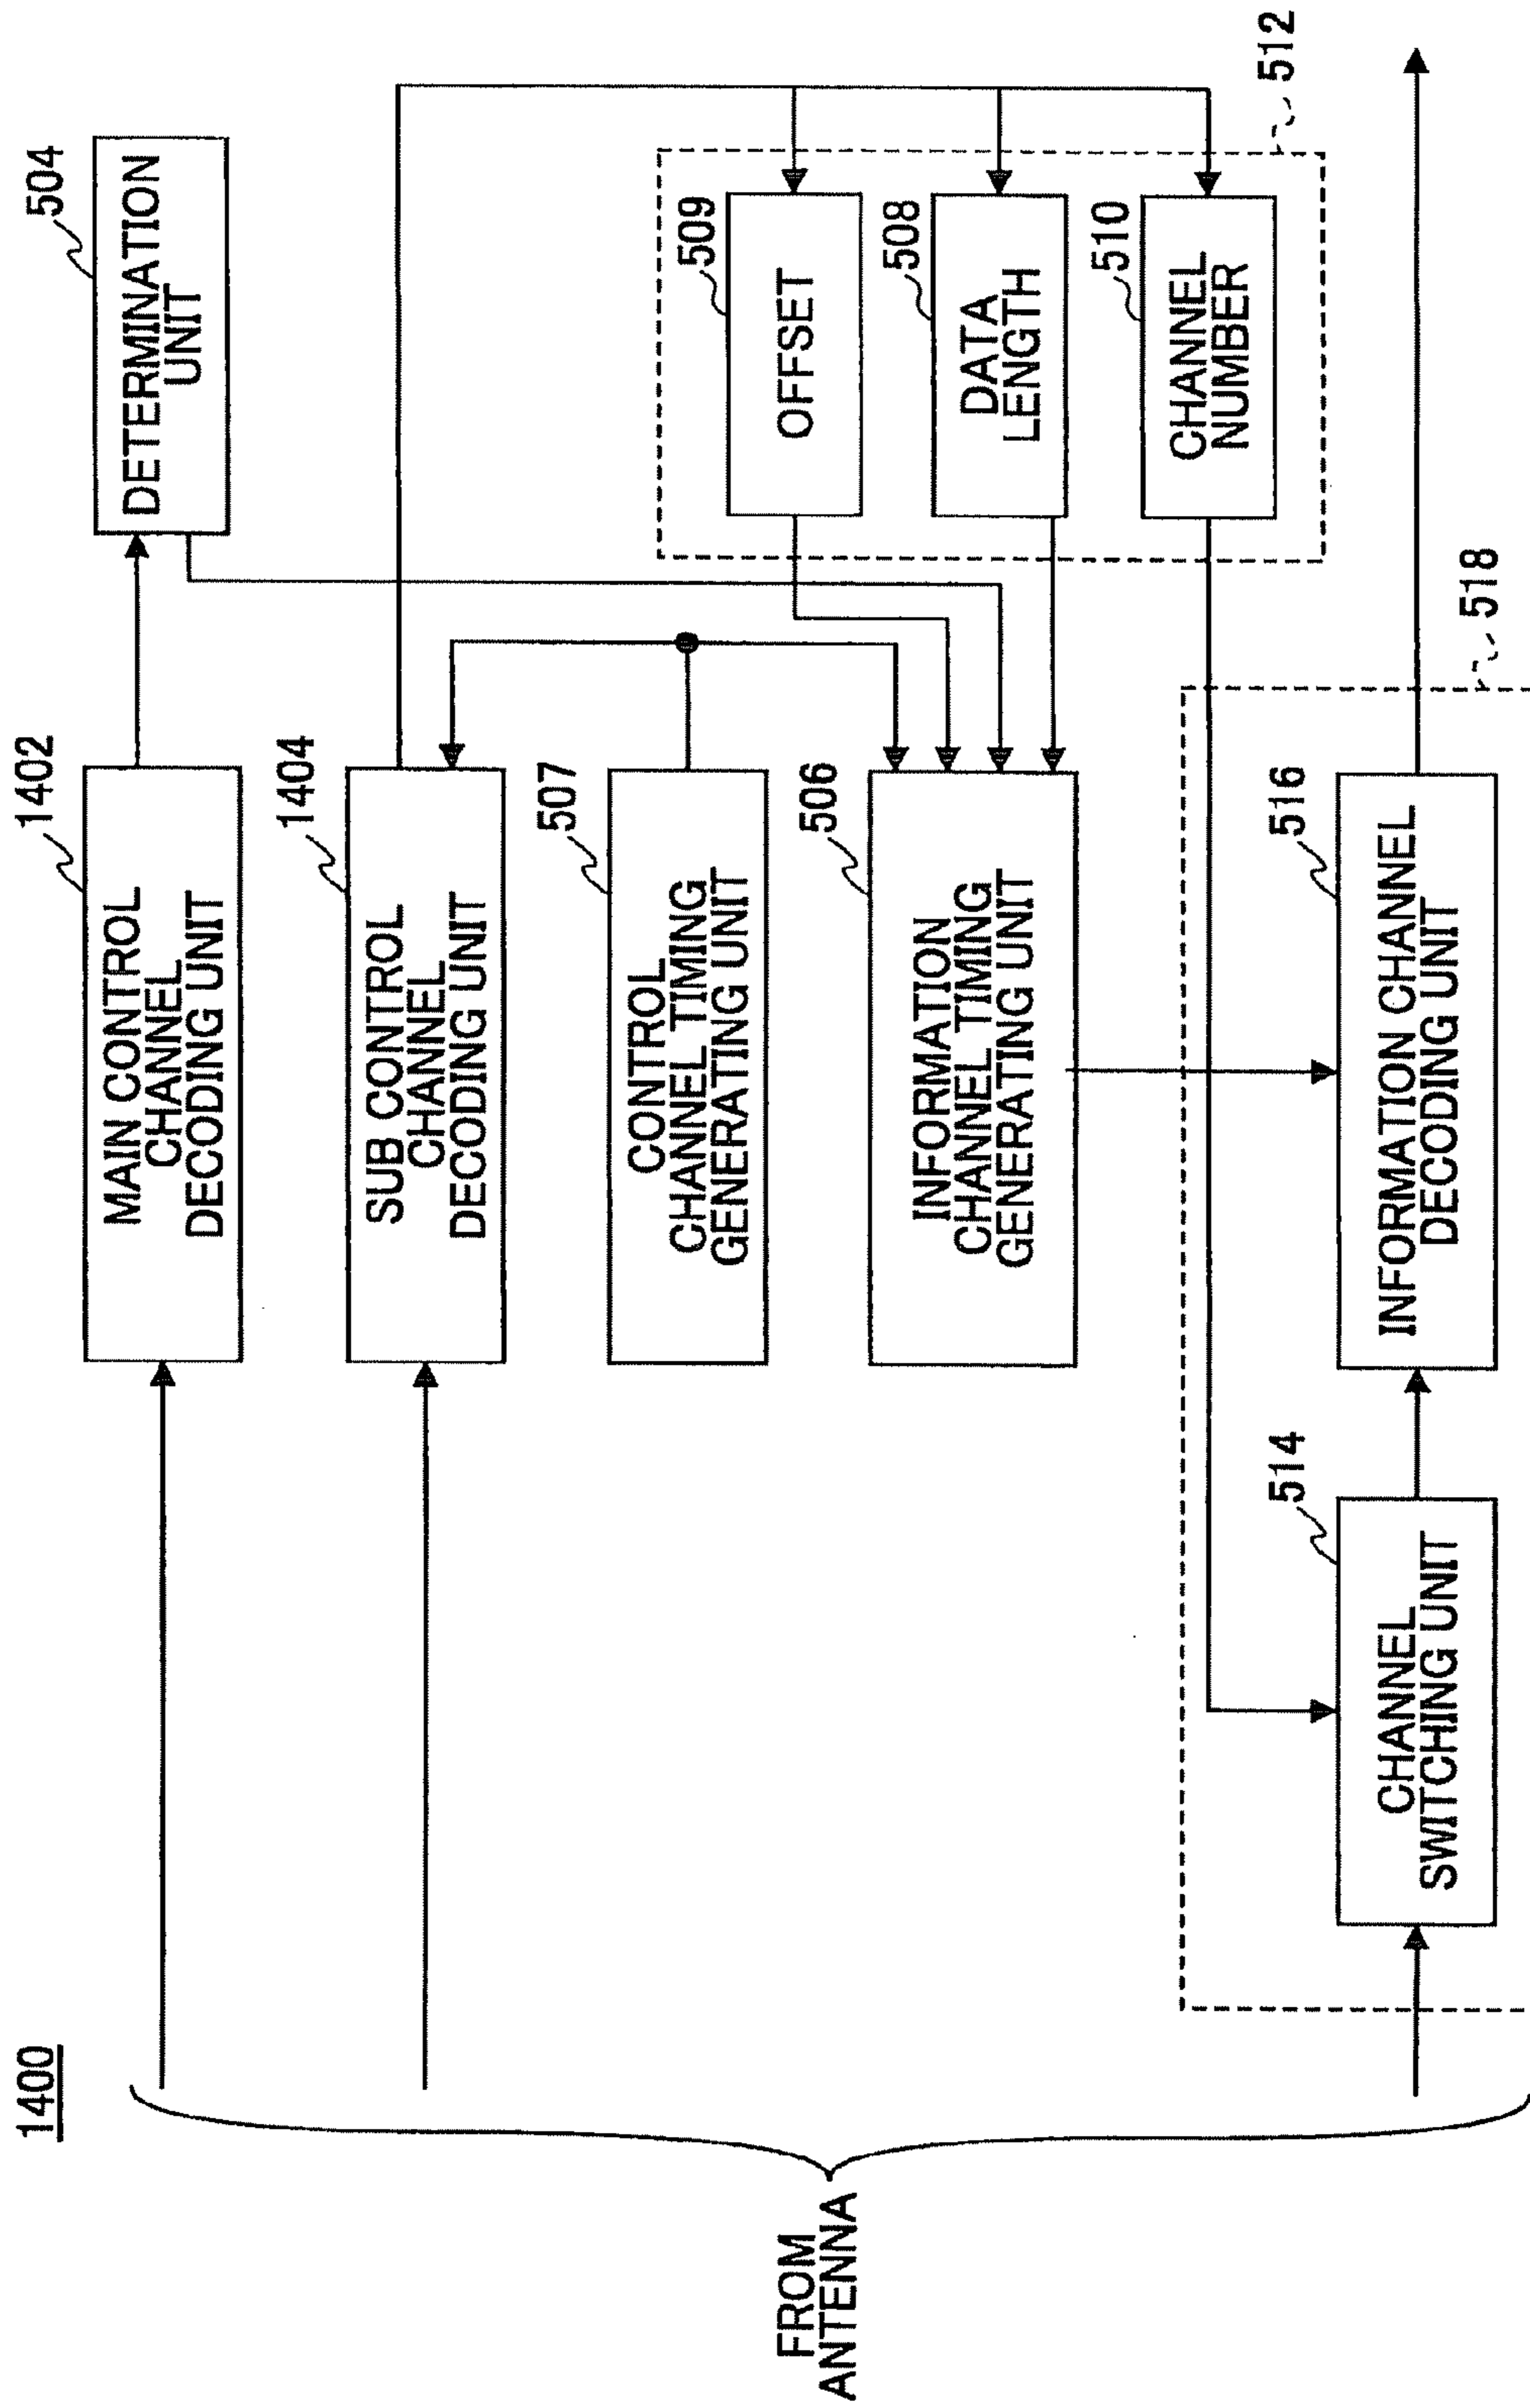 1400
FROM
ANTENNA
1402
MAIN CONTROL
CHANNEL
DECODING UNIT
504
DETERMINATION
UNIT
1404
SUB CONTROL
CHANNEL
DECODING UNIT
507
CONTROL
CHANNEL TIMING
GENERATING UNIT
506
INFORMATION
CHANNEL TIMING
GENERATING UNIT
509
OFFSET
508
DATA
LENGTH
510
CHANNEL
NUMBER
512
514
CHANNEL
SWITCHING UNIT
516
INFORMATION CHANNEL
DECODING UNIT
518